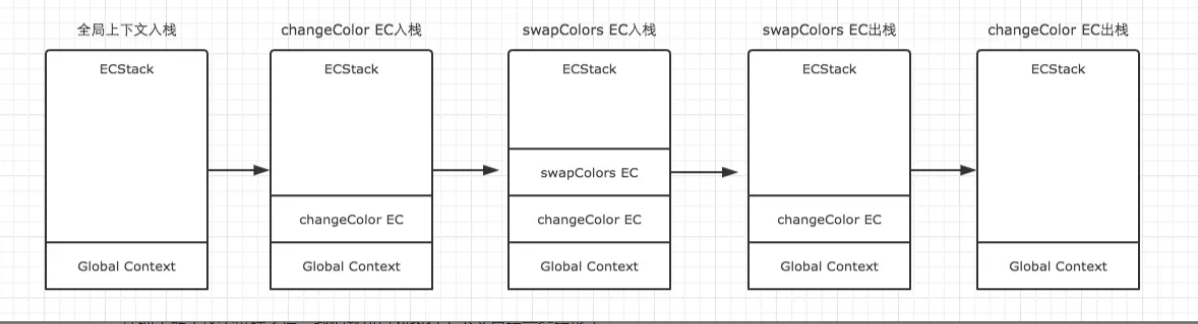 全局上下文入栈
changeColor EC入栈
swapColors EC入栈
swapColors EC出栈
changeColor EC出栈
ECStack
ECStack
ECStack
ECStack
ECStack
swapColors EC
changeColor EC
changeColor EC
changeColor EC
Global Context
Global Context
Global Context
Global Context
Global Context